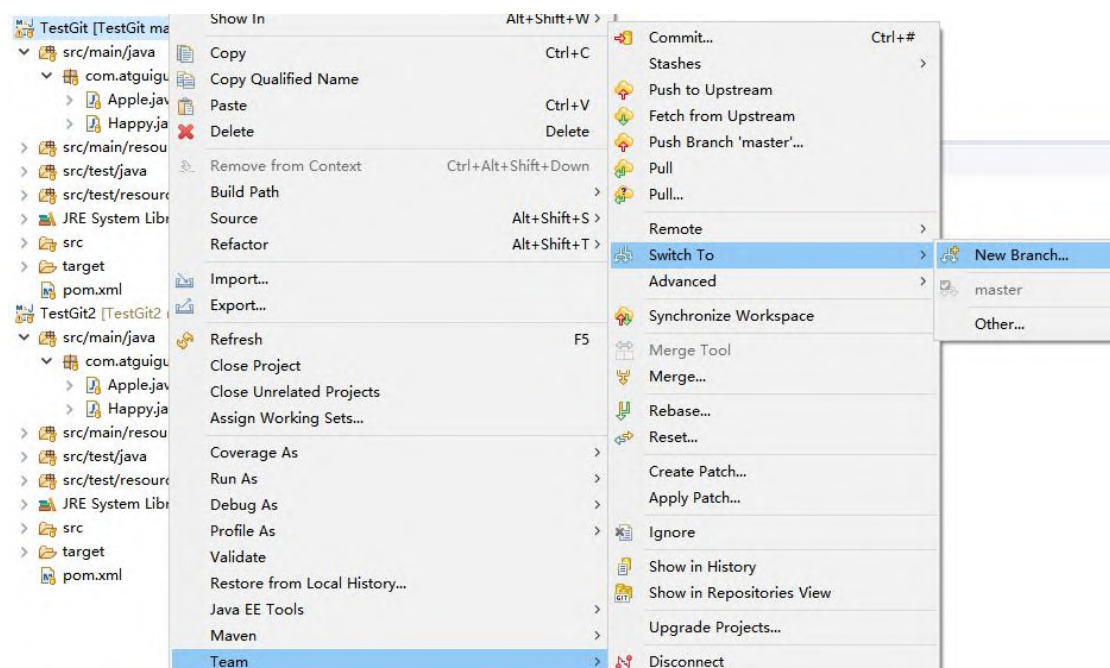 TestGit [TestGit ma
src/main/java
com.atguigu
Apple.jav
Happy.ja
src/main/resou
src/test/java
src/test/resourc
JRE System Libr
src
target
pom.xml
TestGit2 [TestGit2
src/main/java
com.atguigu
Apple.jav
Happy.ja
src/main/resou
src/test/java
src/test/resourc
JRE System Libr
src
target
pom.xml
Show In Alt+Shift+W >
Copy Ctrl+C
Copy Qualified Name
Paste Ctrl+V
Delete Delete
Remove from Context Ctrl+Alt+Shift+Down
Build Path
Source Alt+Shift+S >
Refactor Alt+Shift+T >
Import...
Export...
Refresh F5
Close Project
Close Unrelated Projects
Assign Working Sets...
Coverage As
Run As
Debug As
Profile As
Validate
Restore from Local History...
Java EE Tools
Maven
Team
Commit... Ctrl+#
Stashes
Push to Upstream
Fetch from Upstream
Push Branch 'master'...
Pull
Pull...
Remote
Switch To
Advanced
Synchronize Workspace
Merge Tool
Merge...
Rebase...
Reset...
Create Patch...
Apply Patch...
Ignore
Show in History
Show in Repositories View
Upgrade Projects...
Disconnect
New Branch...
master
Other...